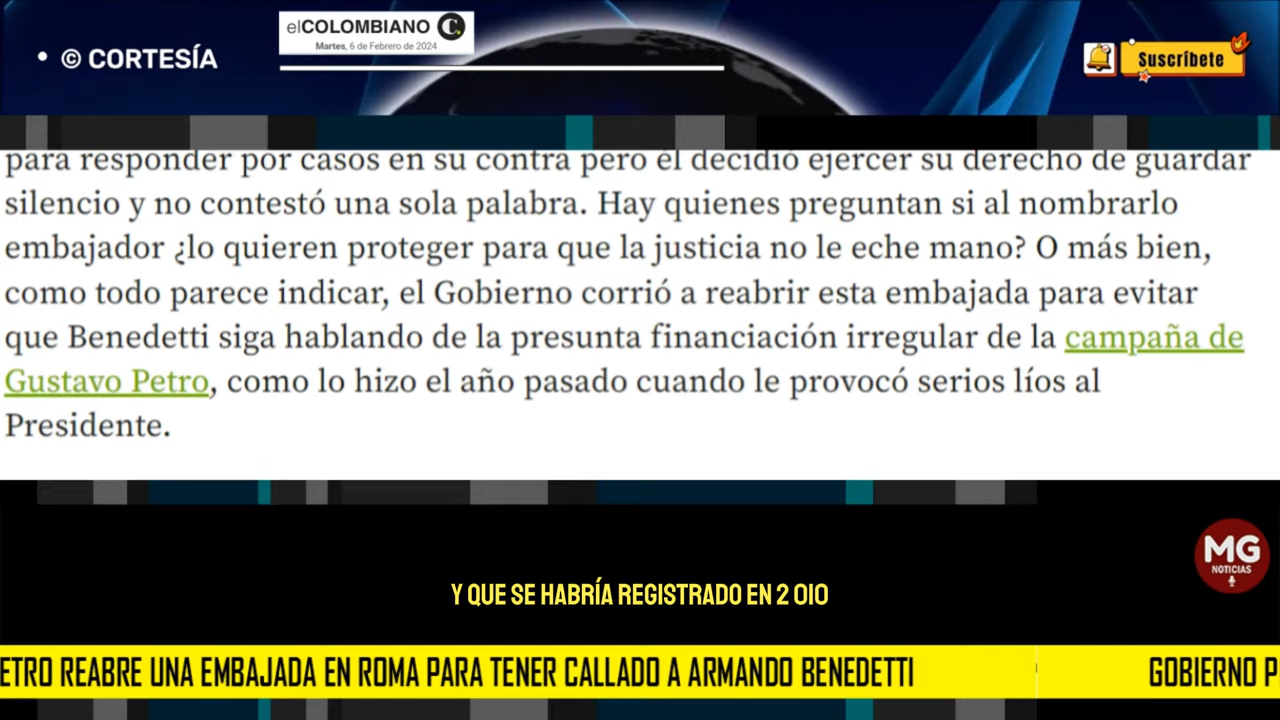 • © CORTESÍA
elCOLOMBIANO C.
Martes, 6 de Febrero de 2024
Suscríbete
para responder por casos en su contra pero él decidió ejercer su derecho de guardar
silencio y no contestó una sola palabra. Hay quienes preguntan si al nombrarlo
embajador ¿lo quieren proteger para que la justicia no le eche mano? O más bien,
como todo parece indicar, el Gobierno corrió a reabrir esta embajada para evitar
que Benedetti siga hablando de la presunta financiación irregular de la campaña de
Gustavo Petro, como lo hizo el año pasado cuando le provocó serios líos al
Presidente.
MG
NOTICIAS
Y QUE SE HABRÍA REGISTRADO EN 2 010
ETRO REABRE UNA EMBAJADA EN ROMA PARA TENER CALLADO A ARMANDO BENEDETTI GOBIERNO P